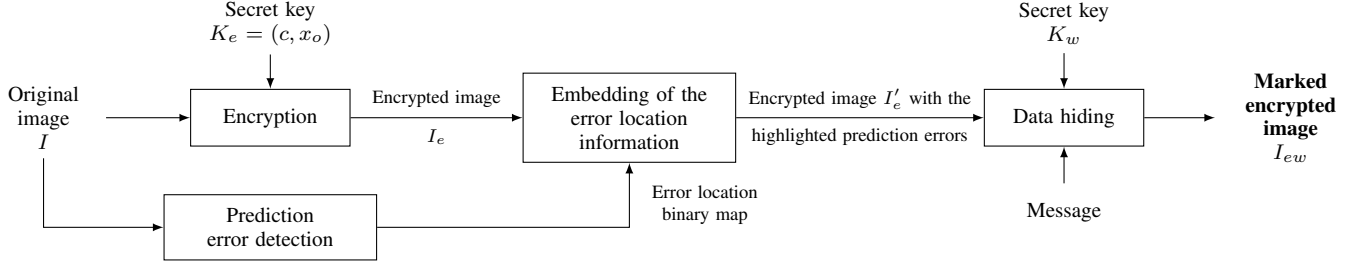 Secret key
K_e = (c, x_o)
Secret key
K_w
Original
image
I
Encryption
Encrypted image
I_e
Embedding of the
error location
information
Encrypted image I'_e with the
highlighted prediction errors
Data hiding
Marked
encrypted
image
I_{ew}
Prediction
error detection
Error location
binary map
Message